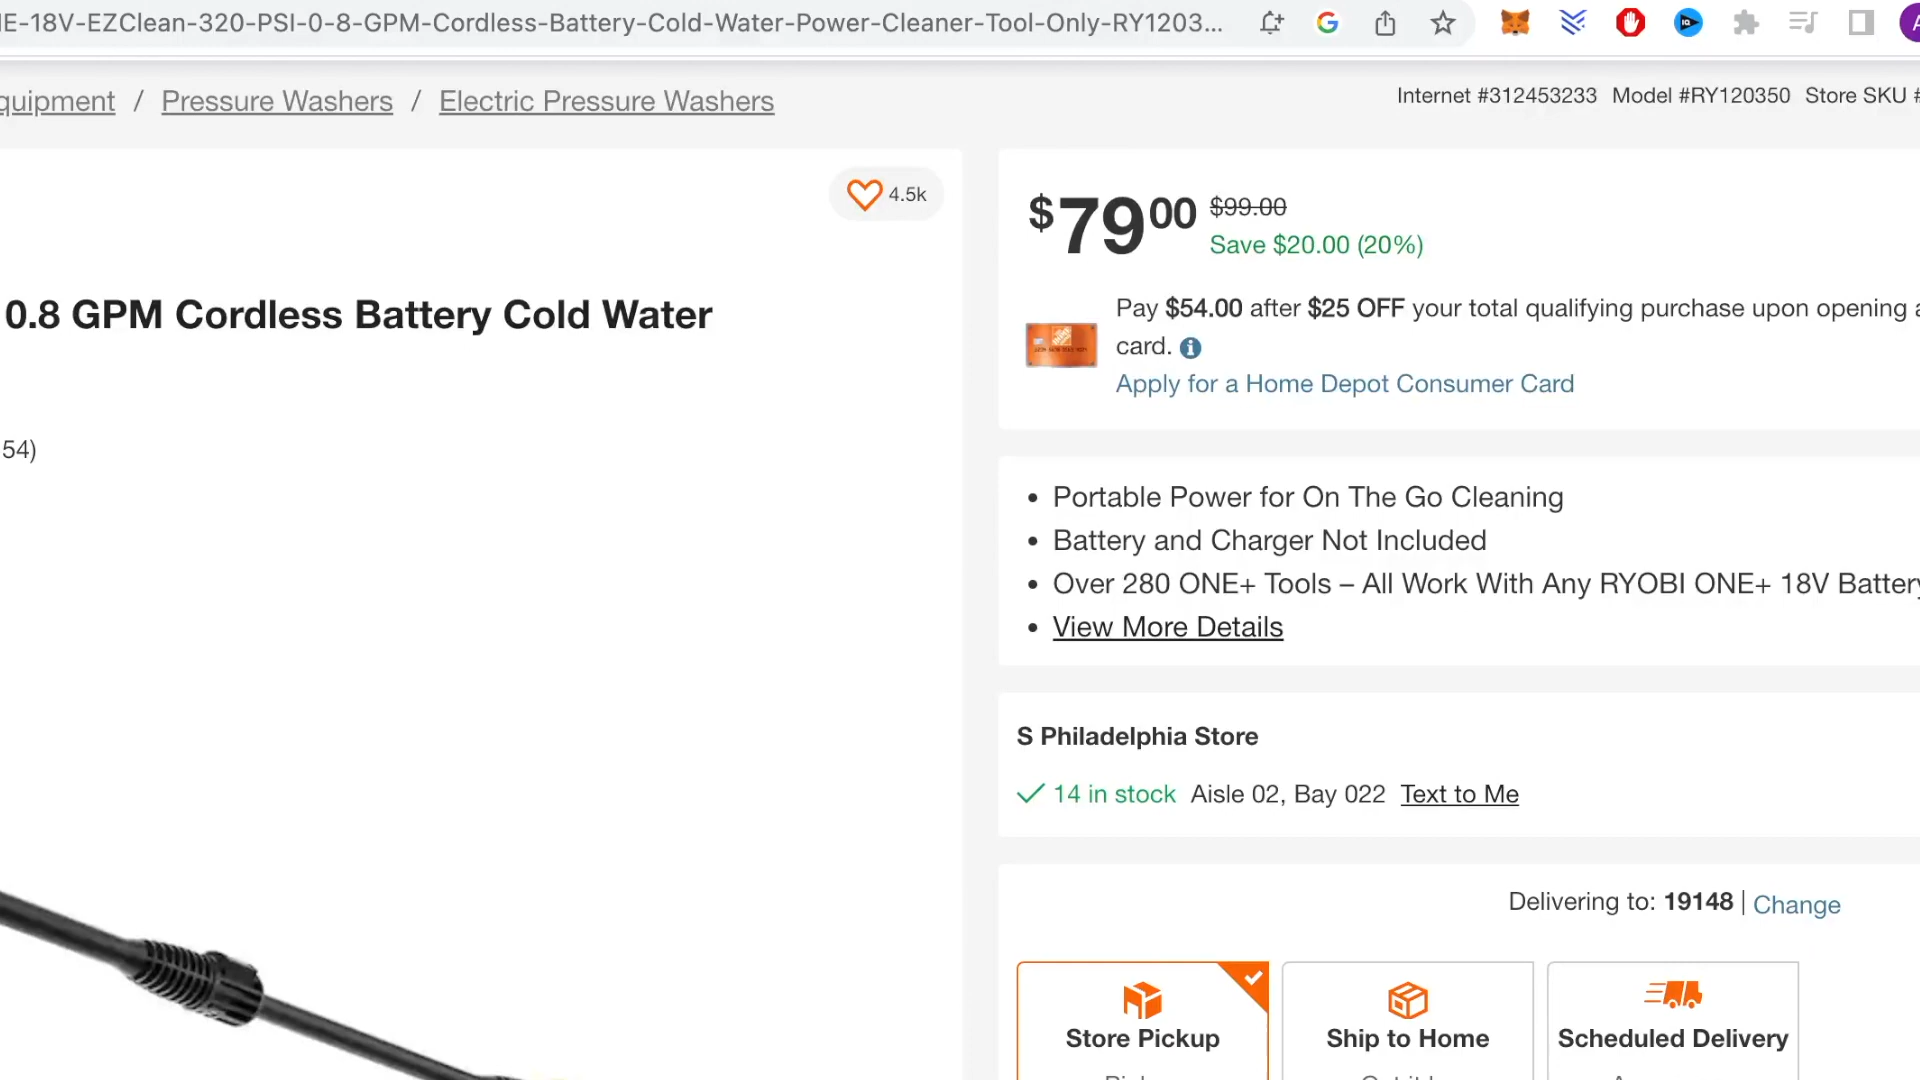 E-18V-EZClean-320-PSI-0-8-GPM-Cordless-Battery-Cold-Water-Power-Cleaner-Tool-Only-RY1203...
quipment / Pressure Washers / Electric Pressure Washers
Internet #312453233 Model #RY120350 Store SKU #
4.5k
$79.00 $99.00
Save $20.00 (20%)
0.8 GPM Cordless Battery Cold Water
Pay $54.00 after $25 OFF your total qualifying purchase upon opening a
card.
Apply for a Home Depot Consumer Card
54)
• Portable Power for On The Go Cleaning
• Battery and Charger Not Included
• Over 280 ONE+ Tools – All Work With Any RYOBI ONE+ 18V Battery
• View More Details
S Philadelphia Store
14 in stock Aisle 02, Bay 022 Text to Me
Delivering to: 19148 | Change
Store Pickup
Ship to Home
Scheduled Delivery